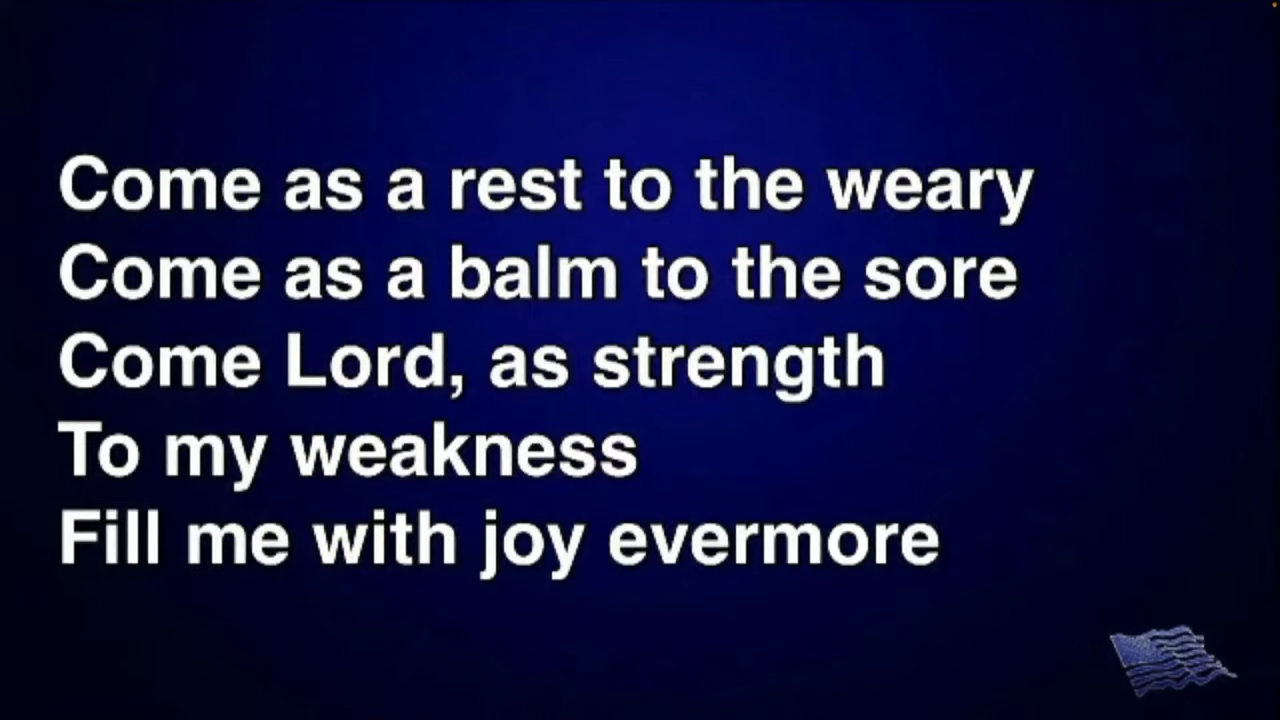 Come as a rest to the weary
Come as a balm to the sore
Come Lord, as strength
To my weakness
Fill me with joy evermore